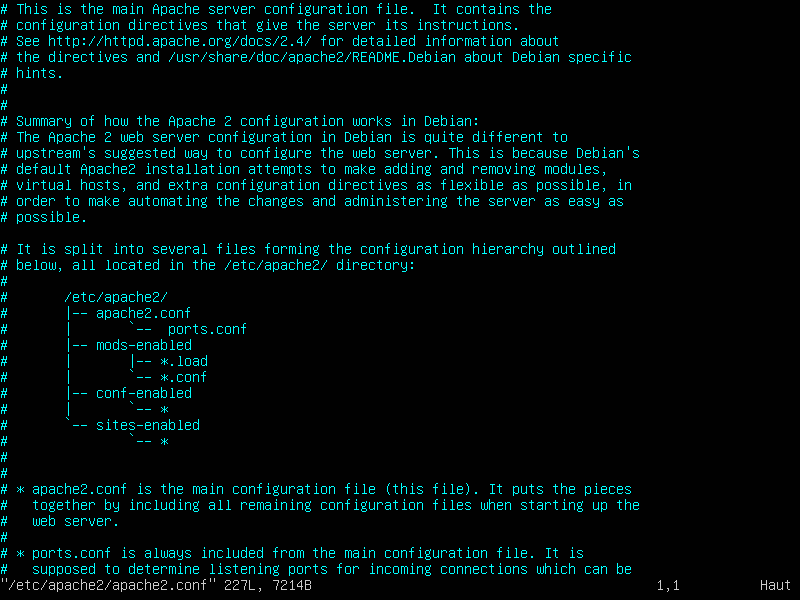 # This is the main Apache server configuration file.  It contains the
# configuration directives that give the server its instructions.
# See http://httpd.apache.org/docs/2.4/ for detailed information about
# the directives and /usr/share/doc/apache2/README.Debian about Debian specific
# hints.
#
#
# Summary of how the Apache 2 configuration works in Debian:
# The Apache 2 web server configuration in Debian is quite different to
# upstream's suggested way to configure the web server. This is because Debian's
# default Apache2 installation attempts to make adding and removing modules,
# virtual hosts, and extra configuration directives as flexible as possible, in
# order to make automating the changes and administering the server as easy as
# possible.

# It is split into several files forming the configuration hierarchy outlined
# below, all located in the /etc/apache2/ directory:
#
#       /etc/apache2/
#       |-- apache2.conf
#       |       `--  ports.conf
#       |-- mods-enabled
#       |       |-- *.load
#       |       `-- *.conf
#       |-- conf-enabled
#       |       `-- *
#       `-- sites-enabled
#               `-- *
#
#
# * apache2.conf is the main configuration file (this file). It puts the pieces
#   together by including all remaining configuration files when starting up the
#   web server.
#
# * ports.conf is always included from the main configuration file. It is
#   supposed to determine listening ports for incoming connections which can be
"/etc/apache2/apache2.conf" 227L, 7214B                       1,1          Haut